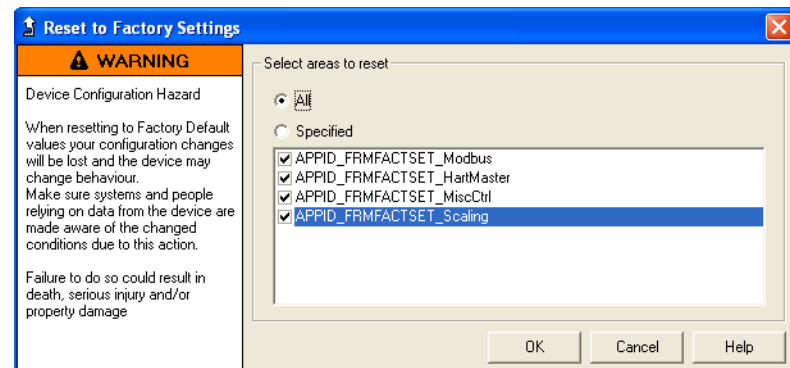 Reset to Factory Settings
WARNING
Device Configuration Hazard
When resetting to Factory Default
values your configuration changes
will be lost and the device may
change behaviour.
Make sure systems and people
relying on data from the device are
made aware of the changed
conditions due to this action.
Failure to do so could result in
death, serious injury and/or
property damage
Select areas to reset
All
Specified
APPID_FRMFACTSET_Modbus
APPID_FRMFACTSET_HartMaster
APPID_FRMFACTSET_MiscCtrl
APPID_FRMFACTSET_Scaling
OK
Cancel
Help